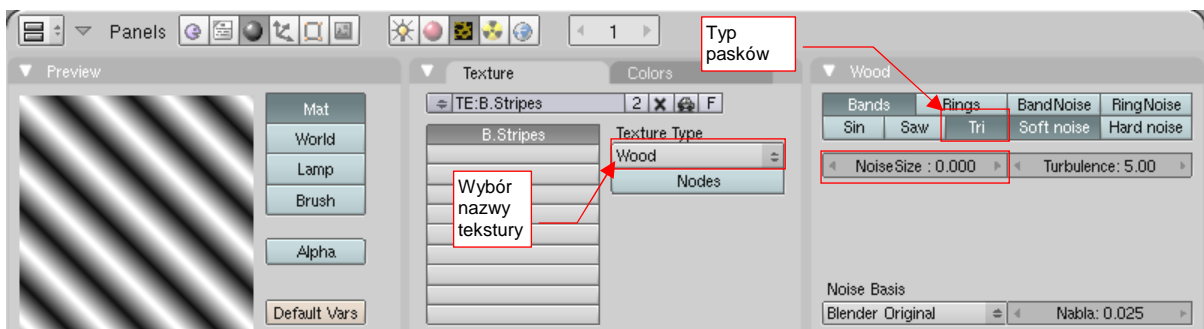 Panels
1
Typ
pasków
Preview
Texture
Colors
Wood
Mat
World
Lamp
Brush
Alpha
Default Vars
TE:B.Stripes
2
F
B.Stripes
Texture Type
Wood
Nodes
Wybór
nazwy
tekstury
Bands
Rings
BandNoise
RingNoise
Sin
Saw
Tri
Soft noise
Hard noise
NoiseSize : 0.000
Turbulence: 5.00
Noise Basis
Blender Original
Nabla: 0.025